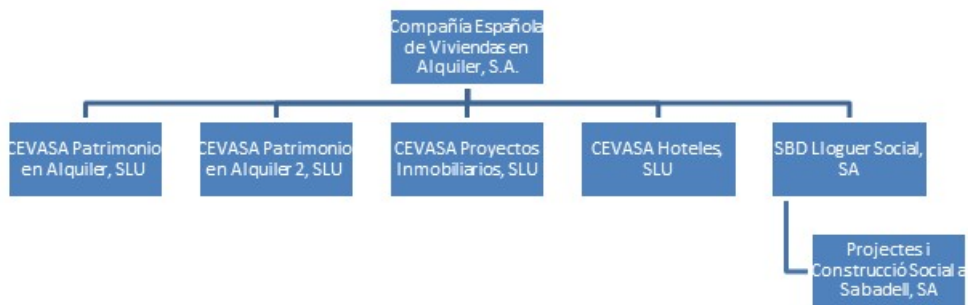 Compañía Española
de Viviendas en
Alquiler, S.A.
CEVASA Patrimonio
en Alquiler, SLU
CEVASA Patrimonio
en Alquiler 2, SLU
CEVASA Proyectos
Inmobiliarios, SLU
CEVASA Hoteles,
SLU
SBD Lloguer Social,
SA
Projectes i
Construcció Social a
Sabadell, SA